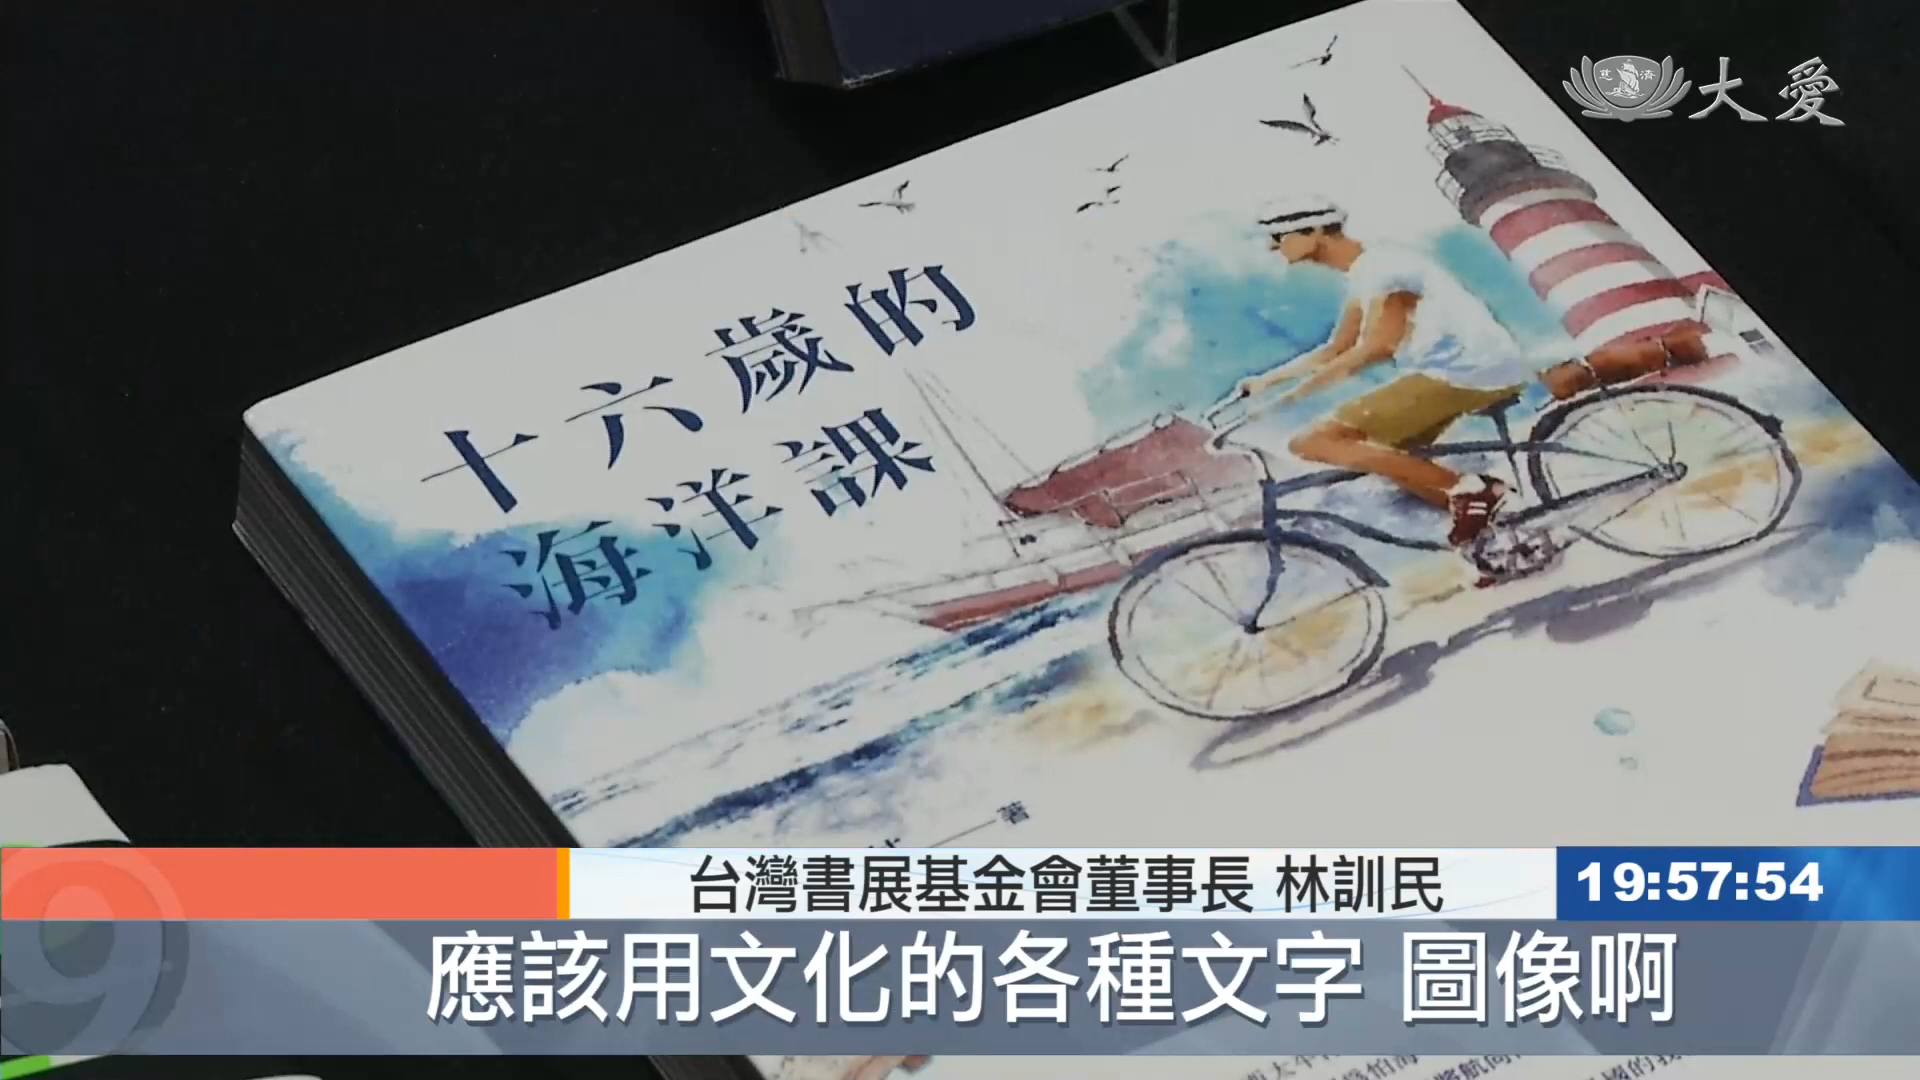 慈濟
大愛
十六歲的
海洋課
著
台灣書展基金會董事長 林訓民
19:57:54
應該用文化的各種文字 圖像啊